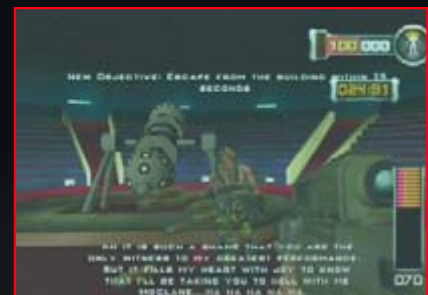 100 000
New Objective: Escape from the building within 25
seconds
024:91
Ah it is such a shame that you are the
only witness to my greatest performance
but it fills my heart with joy to know
that I'll be taking you to hell with me
McClane... ha ha ha ha ha.
070